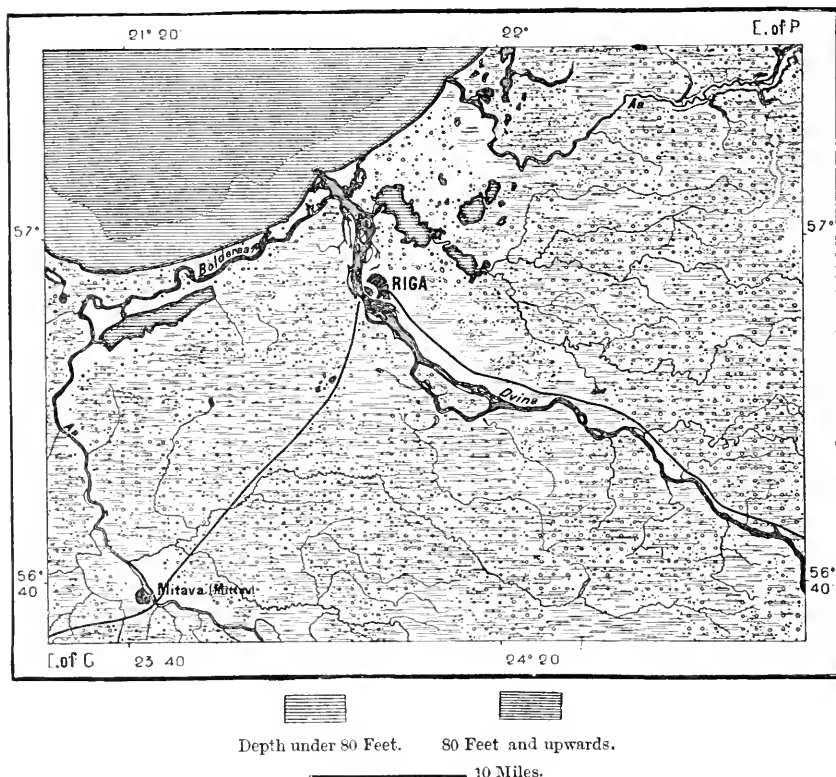 21° 20' 22° E. of P
Aa
57° 57°
Bolderaa
RIGA
Dvina
Aa
56° 40 56° 40
Mitava (Mittau)
E. of G 23 40 24° 20
Depth under 80 Feet. 80 Feet and upwards.
10 Miles.